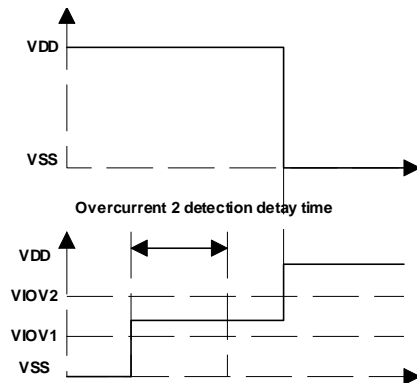 VDD
VSS
Overcurrent 2 detection detay time
VDD
VIOV2
VIOV1
VSS